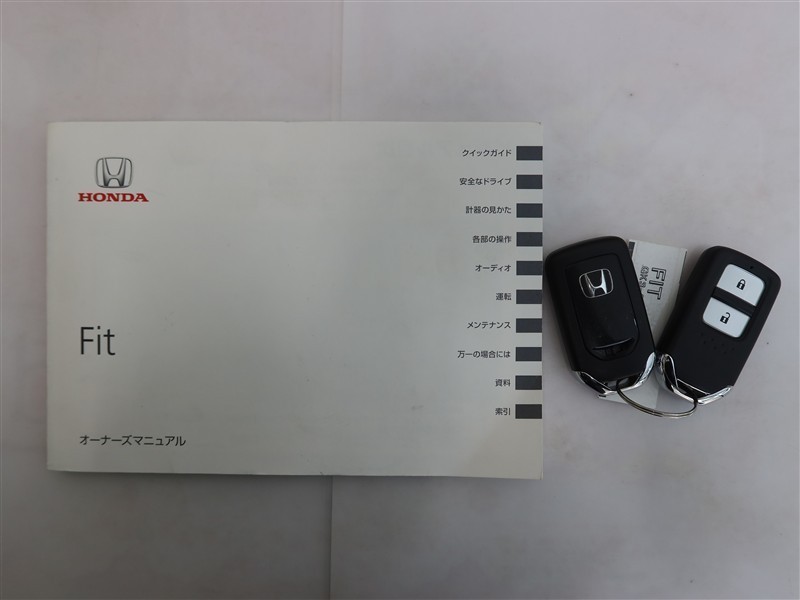 HONDA
Fit
オーナーズマニュアル
クイックガイド
安全なドライブ
計器の見かた
各部の操作
オーディオ
運転
メンテナンス
万一の場合には
資料
索引
FIT